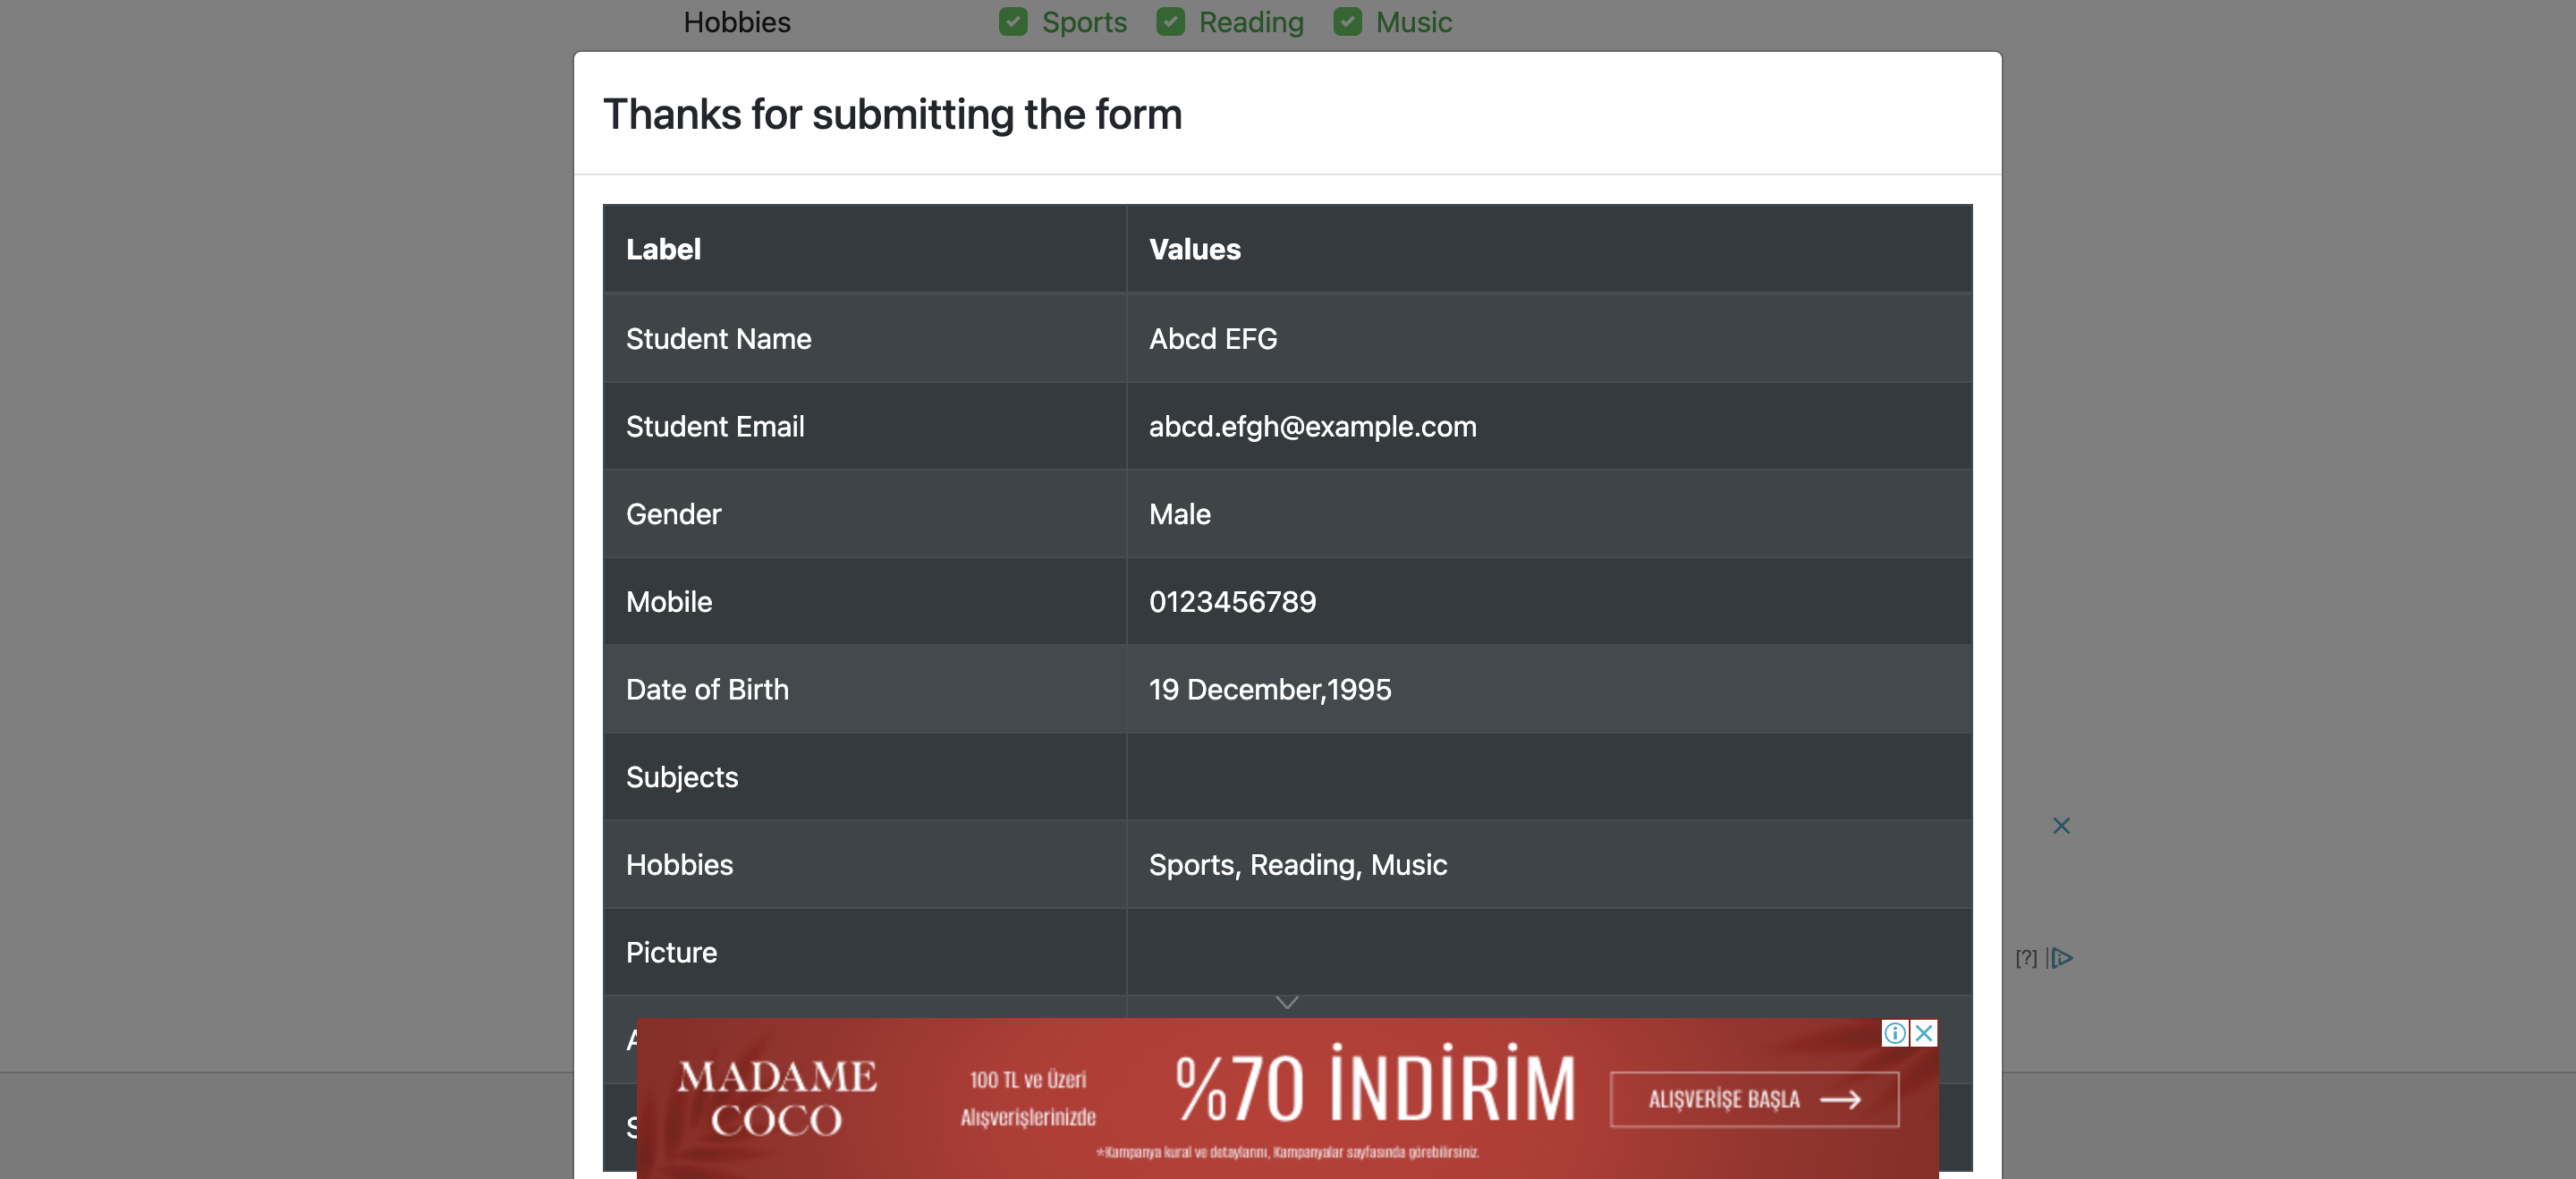 Hobbies Sports Reading Music
Thanks for submitting the form
Label Values
Student Name Abcd EFG
Student Email abcd.efgh@example.com
Gender Male
Mobile 0123456789
Date of Birth 19 December,1995
Subjects
Hobbies Sports, Reading, Music
Picture
[?]
A
S
MADAME
COCO
100 TL ve Üzeri
Alışverişlerinizde
%70 İNDİRİM
ALIŞVERİŞE BAŞLA
*Kampanya kural ve detaylarını, Kampanyalar sayfasında görebilirsiniz.